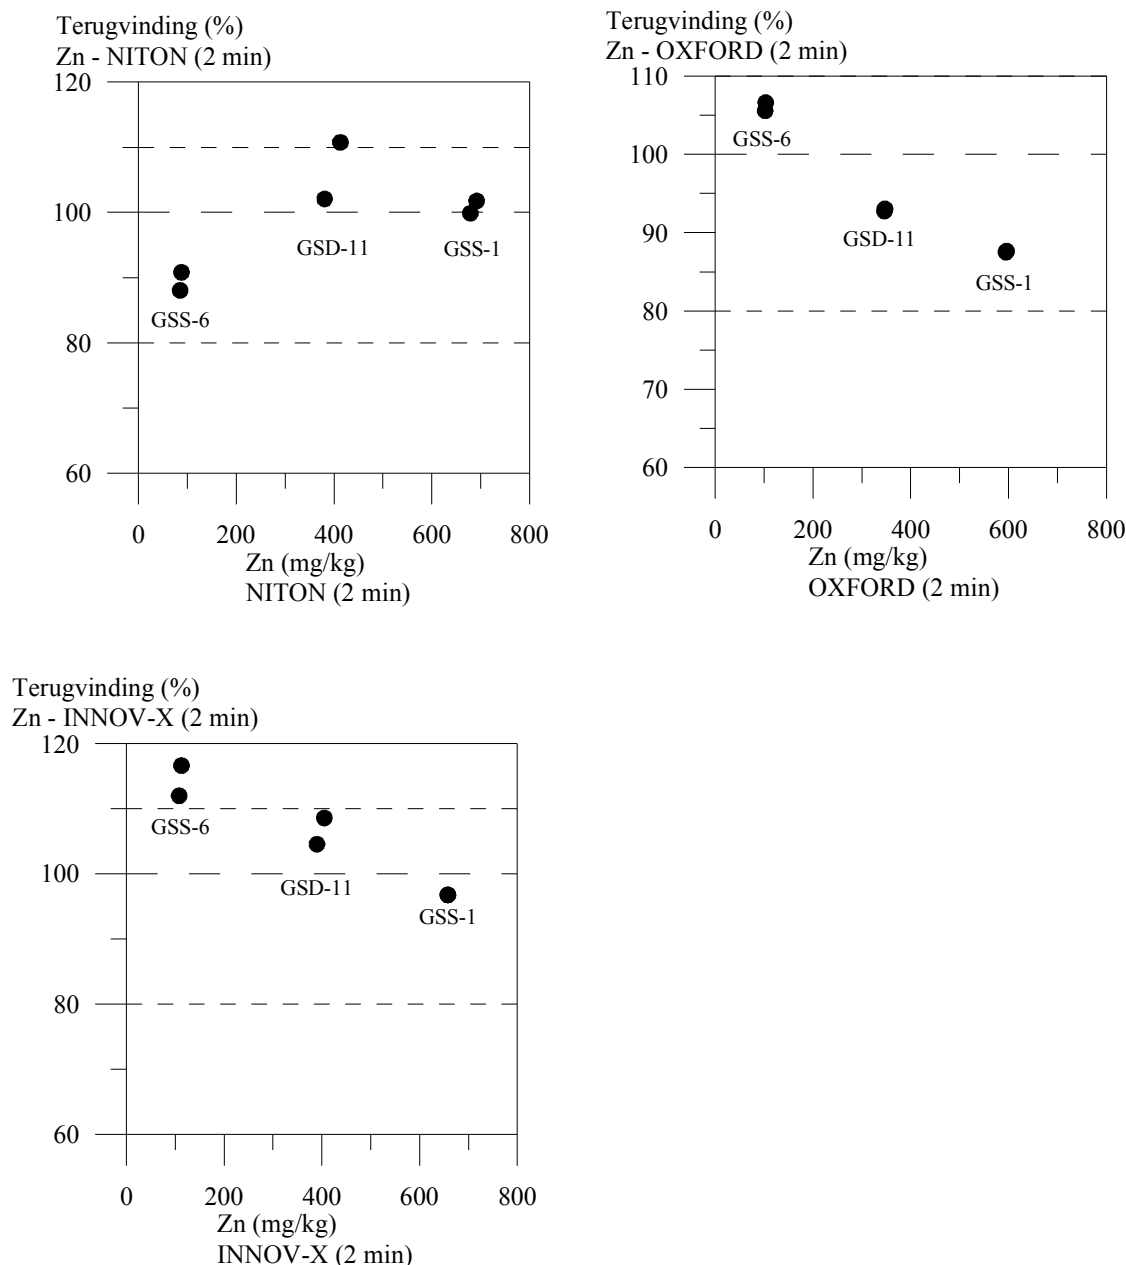 Terugvinding (%)
Zn - NITON (2 min)
120
100
80
60
GSS-6
GSD-11
GSS-1
0 200 400 600 800
Zn (mg/kg)
NITON (2 min)
Terugvinding (%)
Zn - OXFORD (2 min)
110
100
90
80
70
60
GSS-6
GSD-11
GSS-1
0 200 400 600 800
Zn (mg/kg)
OXFORD (2 min)
Terugvinding (%)
Zn - INNOV-X (2 min)
120
100
80
60
GSS-6
GSD-11
GSS-1
0 200 400 600 800
Zn (mg/kg)
INNOV-X (2 min)